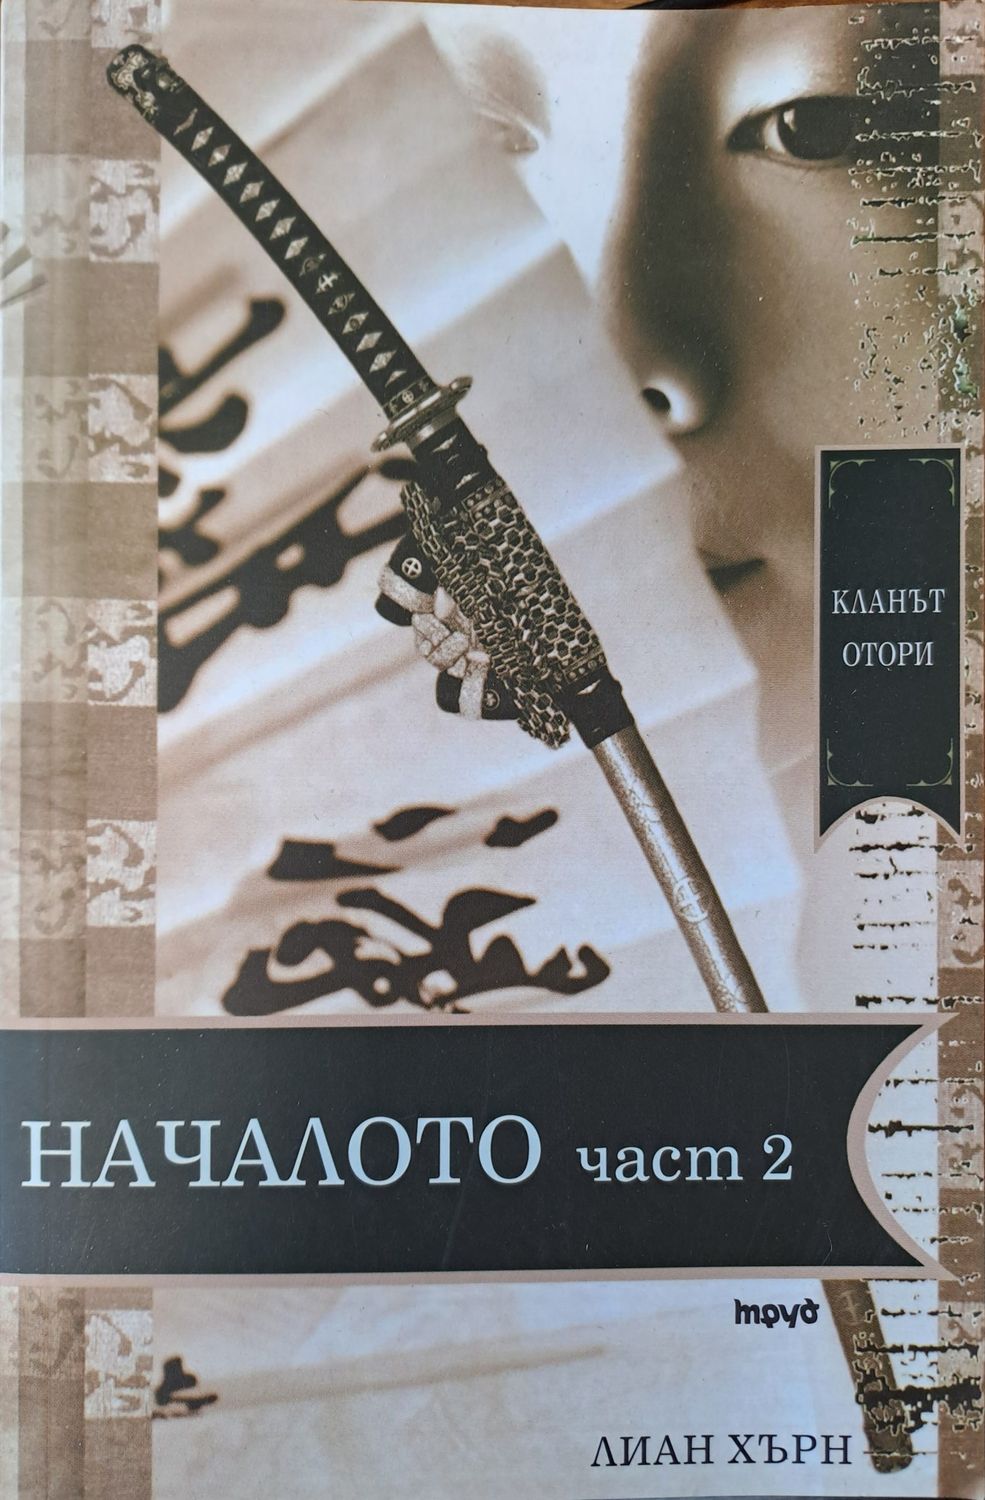 КЛАНЪТ
ОТОРИ
НАЧАЛОТО част 2
труд
ЛИАН ХЪРН